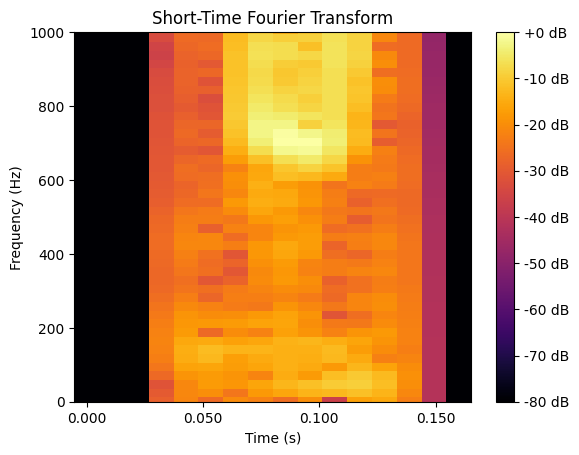 Short-Time Fourier Transform
1000
800
600
400
200
0
Frequency (Hz)
0.000
0.050
0.100
0.150
Time (s)
+0 dB
-10 dB
-20 dB
-30 dB
-40 dB
-50 dB
-60 dB
-70 dB
-80 dB